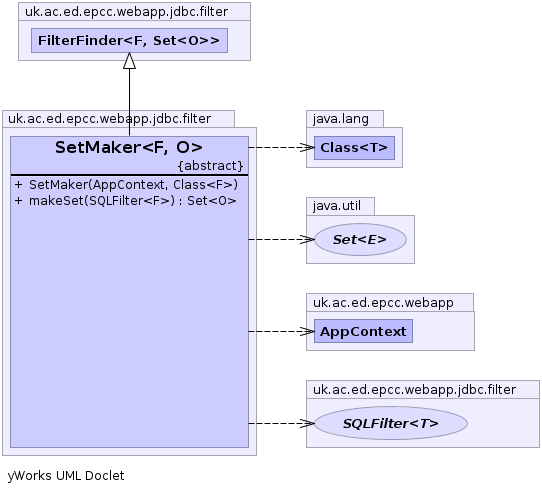 uk.ac.ed.epcc.webapp.jdbc.filter
FilterFinder<F, Set<O>>
uk.ac.ed.epcc.webapp.jdbc.filter
SetMaker<F, O>
{abstract}
+ SetMaker(AppContext, Class<F>)
+ makeSet(SQLFilter<F>) : Set<O>
java.lang
Class<T>
java.util
Set<E>
uk.ac.ed.epcc.webapp
AppContext
uk.ac.ed.epcc.webapp.jdbc.filter
SQLFilter<T>
yWorks UML Doclet